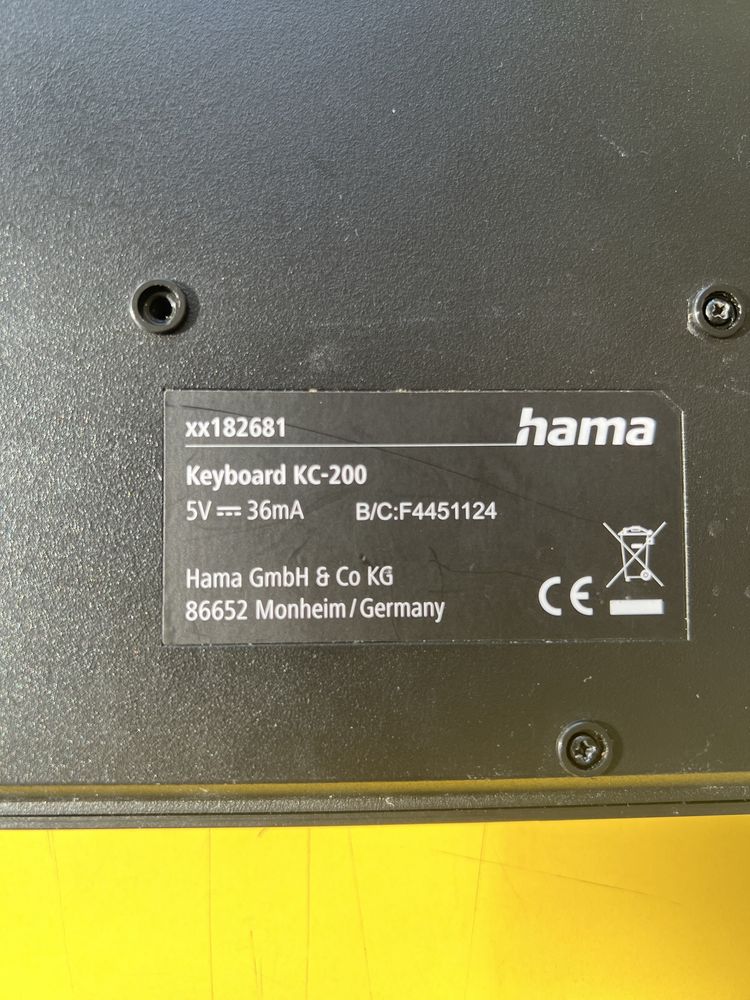 xx182681
hama
Keyboard KC-200
5V ⎓ 36mA B/C:F4451124
Hama GmbH & Co KG
86652 Monheim/Germany
CE